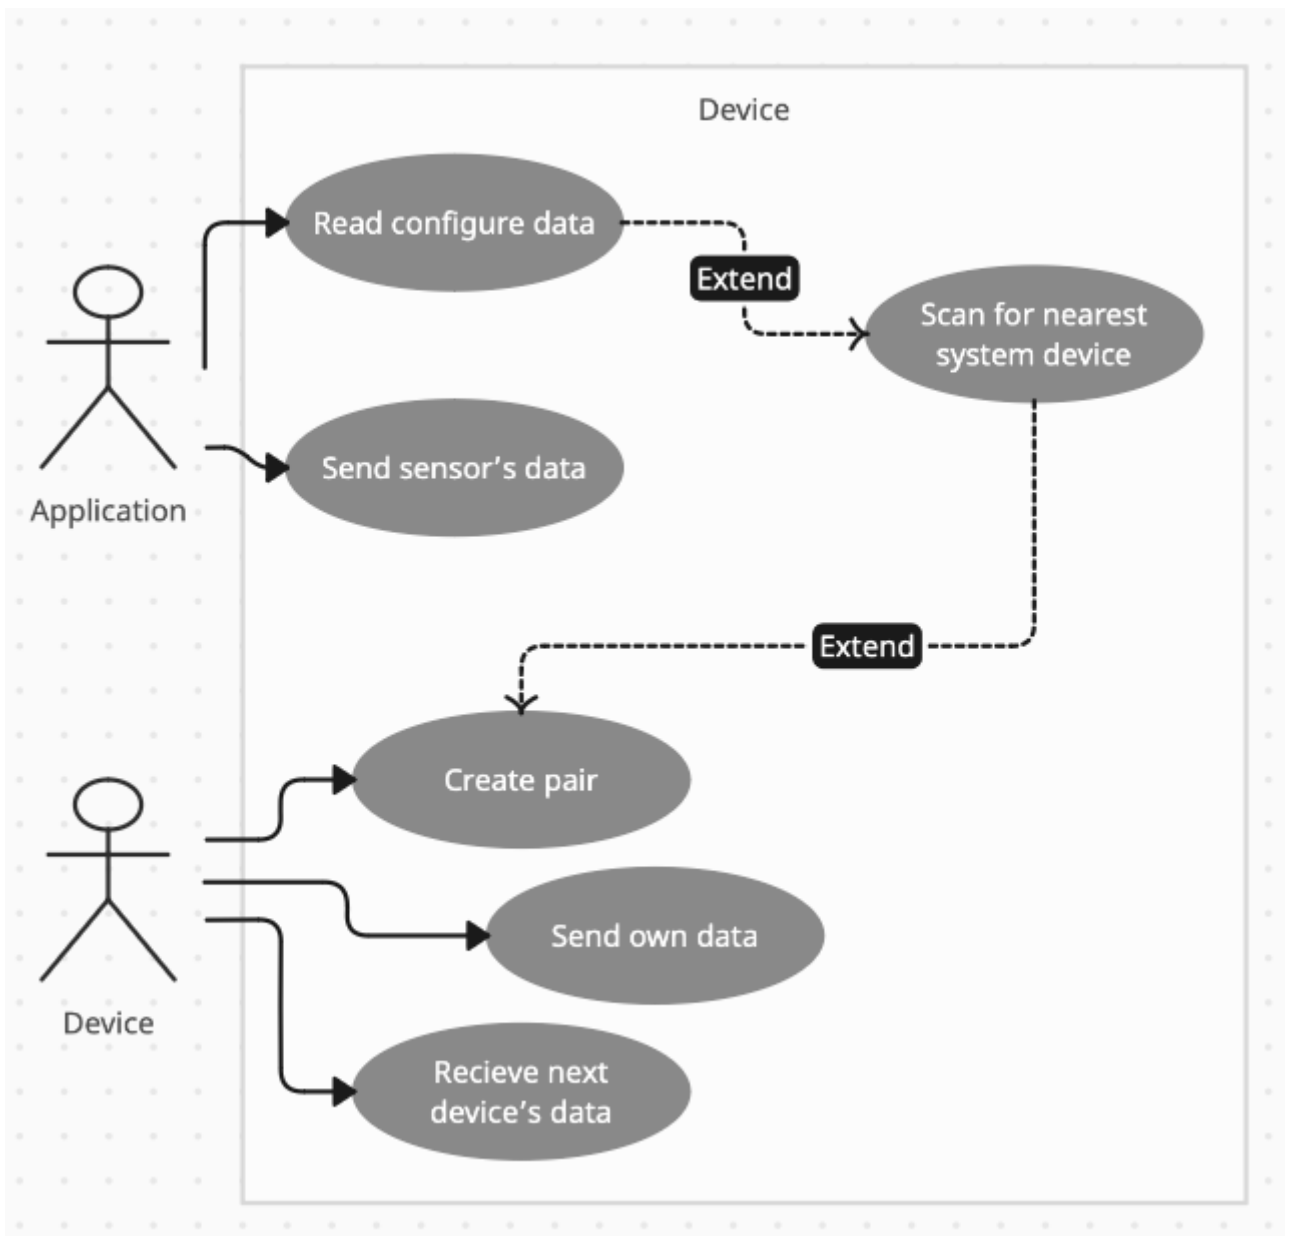 Device
Read configure data
Extend
Scan for nearest
system device
Send sensor's data
Application
Extend
Create pair
Send own data
Device
Recieve next
device's data